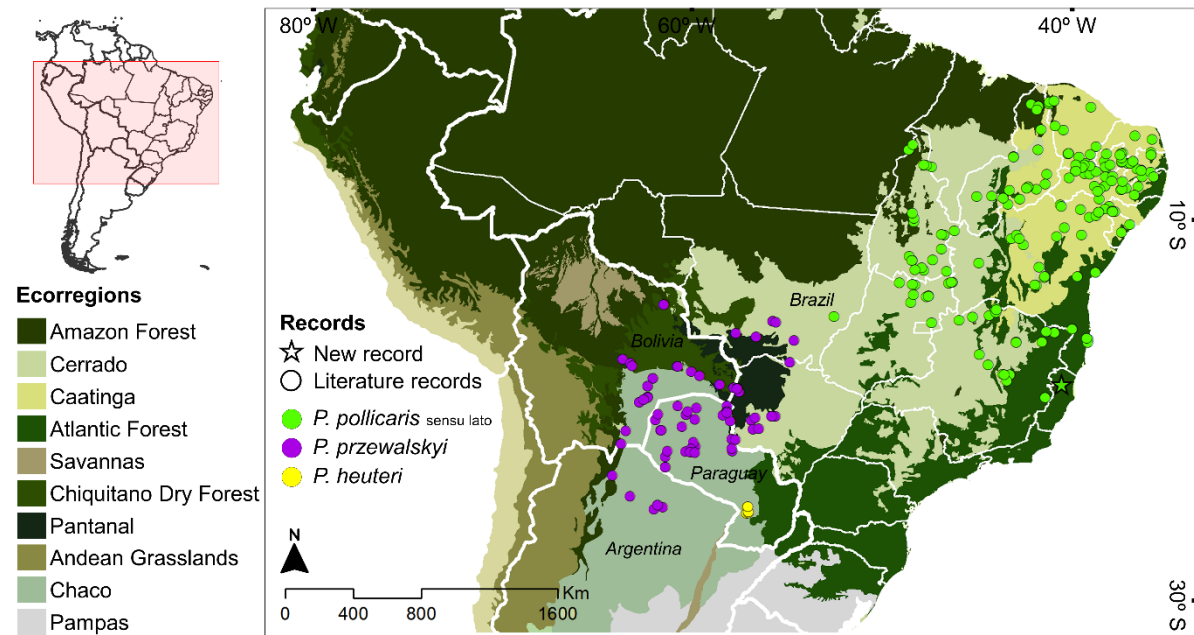 80° W
60° W
40° W
10° S
30° S
Ecorregions
Amazon Forest
Cerrado
Caatinga
Atlantic Forest
Savannas
Chiquitano Dry Forest
Pantanal
Andean Grasslands
Chaco
Pampas
Records
New record
Literature records
P. pollicaris sensu lato
P. przewalskyi
P. heuteri
Brazil
Bolivia
Paraguay
Argentina
N
Km
0 400 800 1600